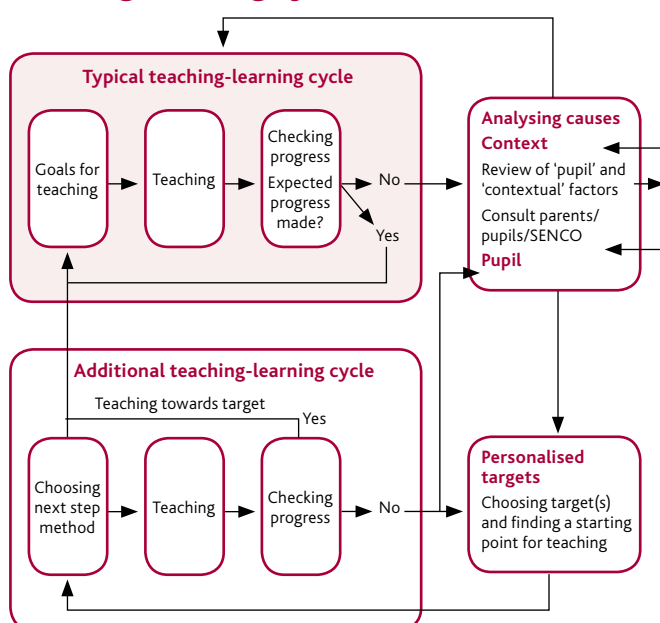 Typical teaching-learning cycle
Goals for
teaching
Teaching
Checking
progress
Expected
progress
made?
No
Yes
Analysing causes
Context
Review of ‘pupil’ and
‘contextual’ factors
Consult parents/
pupils/SENCO
Pupil
Additional teaching-learning cycle
Teaching towards target
Yes
Choosing
next step
method
Teaching
Checking
progress
No
Personalised
targets
Choosing target(s)
and finding a starting
point for teaching